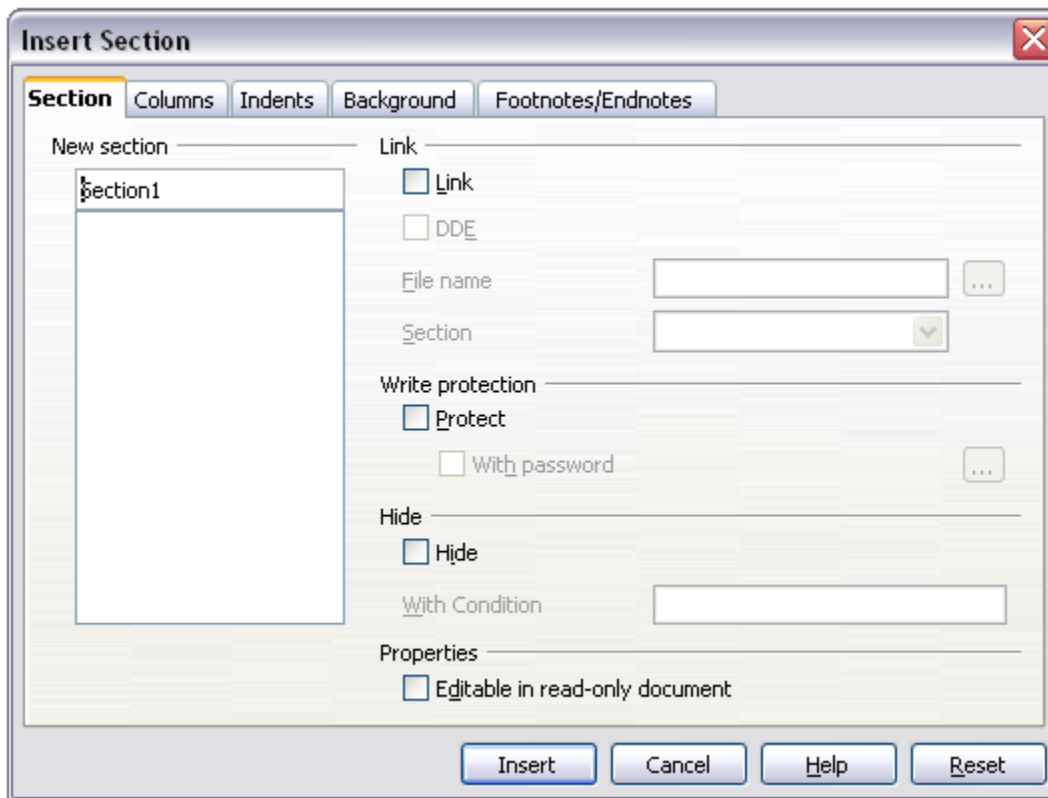 Insert Section
Section Columns Indents Background Footnotes/Endnotes
New section
Section1
Link
Link
DDE
File name ...
Section
Write protection
Protect
With password ...
Hide
Hide
With Condition
Properties
Editable in read-only document
Insert Cancel Help Reset